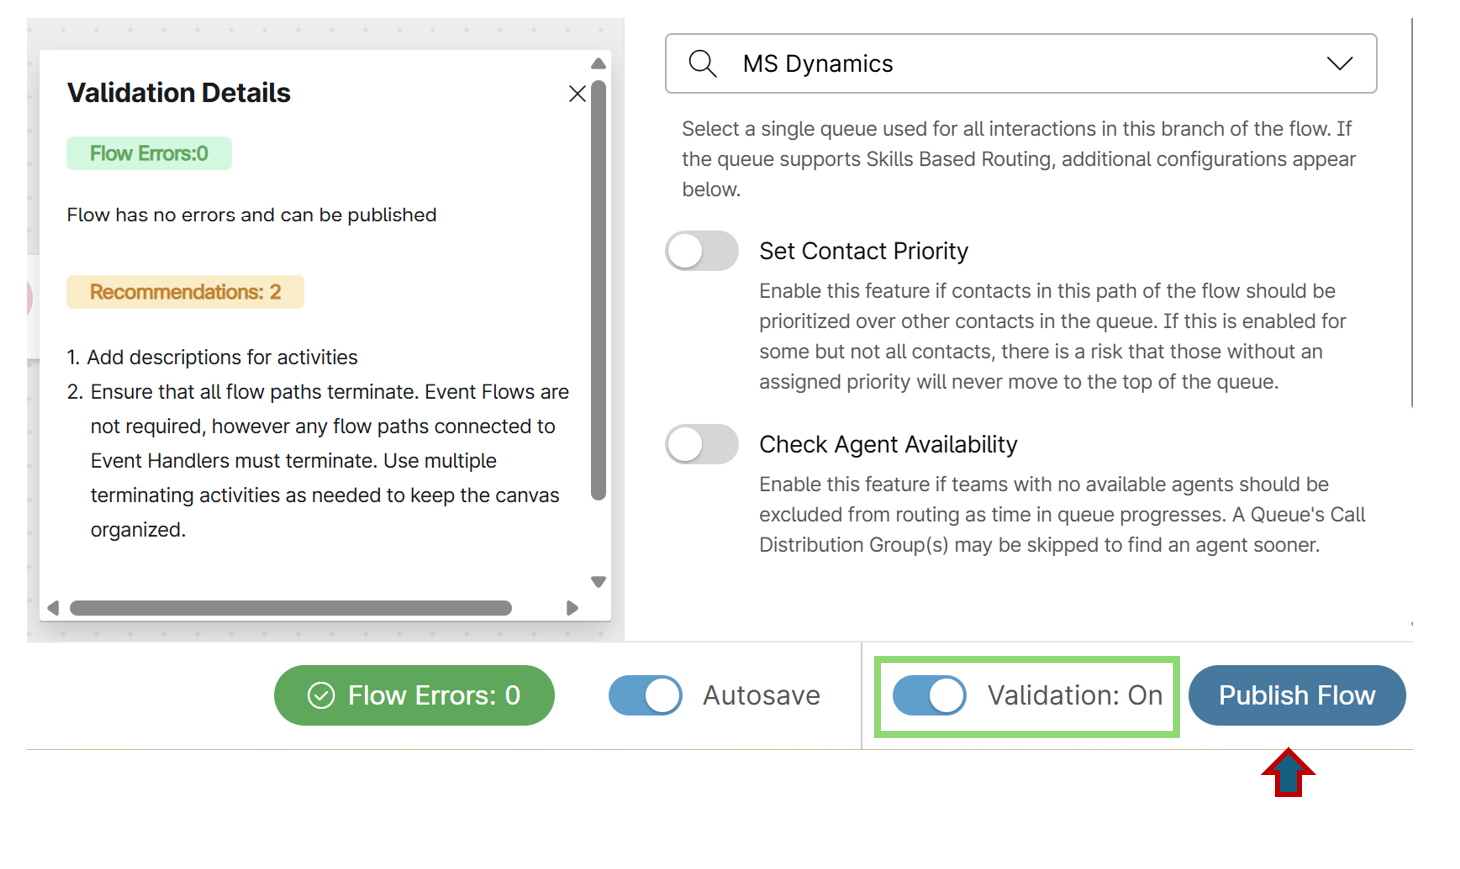 Validation Details
Flow Errors:0
Flow has no errors and can be published
Recommendations: 2
1. Add descriptions for activities
2. Ensure that all flow paths terminate. Event Flows are
not required, however any flow paths connected to
Event Handlers must terminate. Use multiple
terminating activities as needed to keep the canvas
organized.
MS Dynamics
Select a single queue used for all interactions in this branch of the flow. If
the queue supports Skills Based Routing, additional configurations appear
below.
Set Contact Priority
Enable this feature if contacts in this path of the flow should be
prioritized over other contacts in the queue. If this is enabled for
some but not all contacts, there is a risk that those without an
assigned priority will never move to the top of the queue.
Check Agent Availability
Enable this feature if teams with no available agents should be
excluded from routing as time in queue progresses. A Queue's Call
Distribution Group(s) may be skipped to find an agent sooner.
Flow Errors: 0
Autosave
Validation: On
Publish Flow